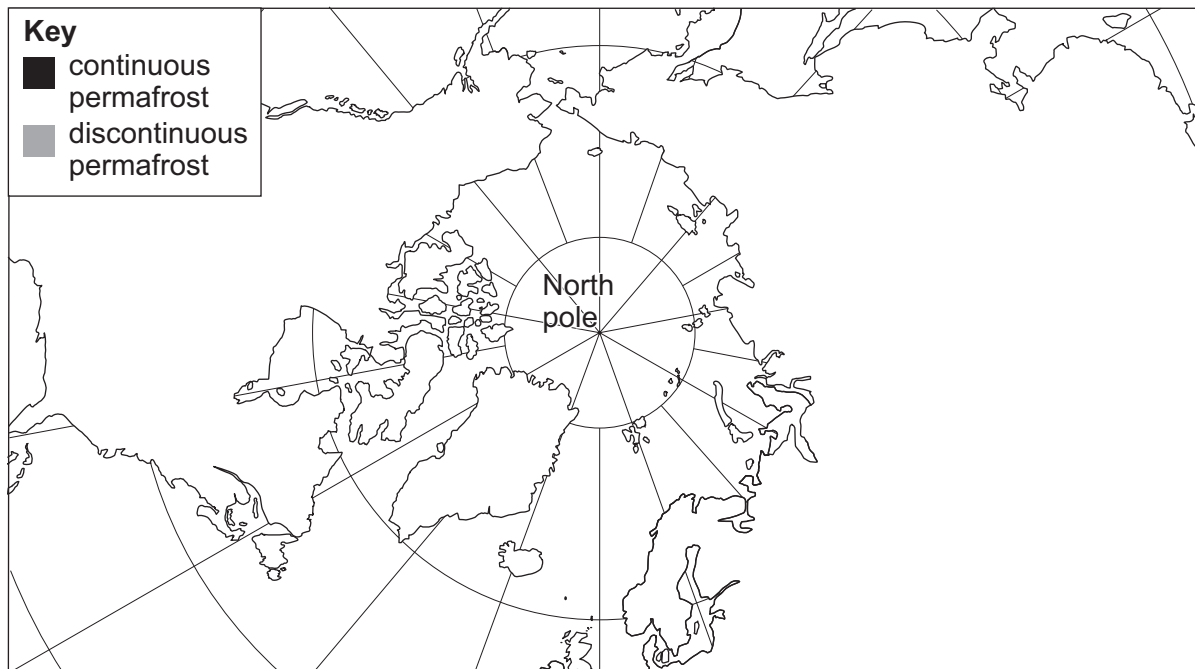 Key
continuous
permafrost
discontinuous
permafrost
North
pole